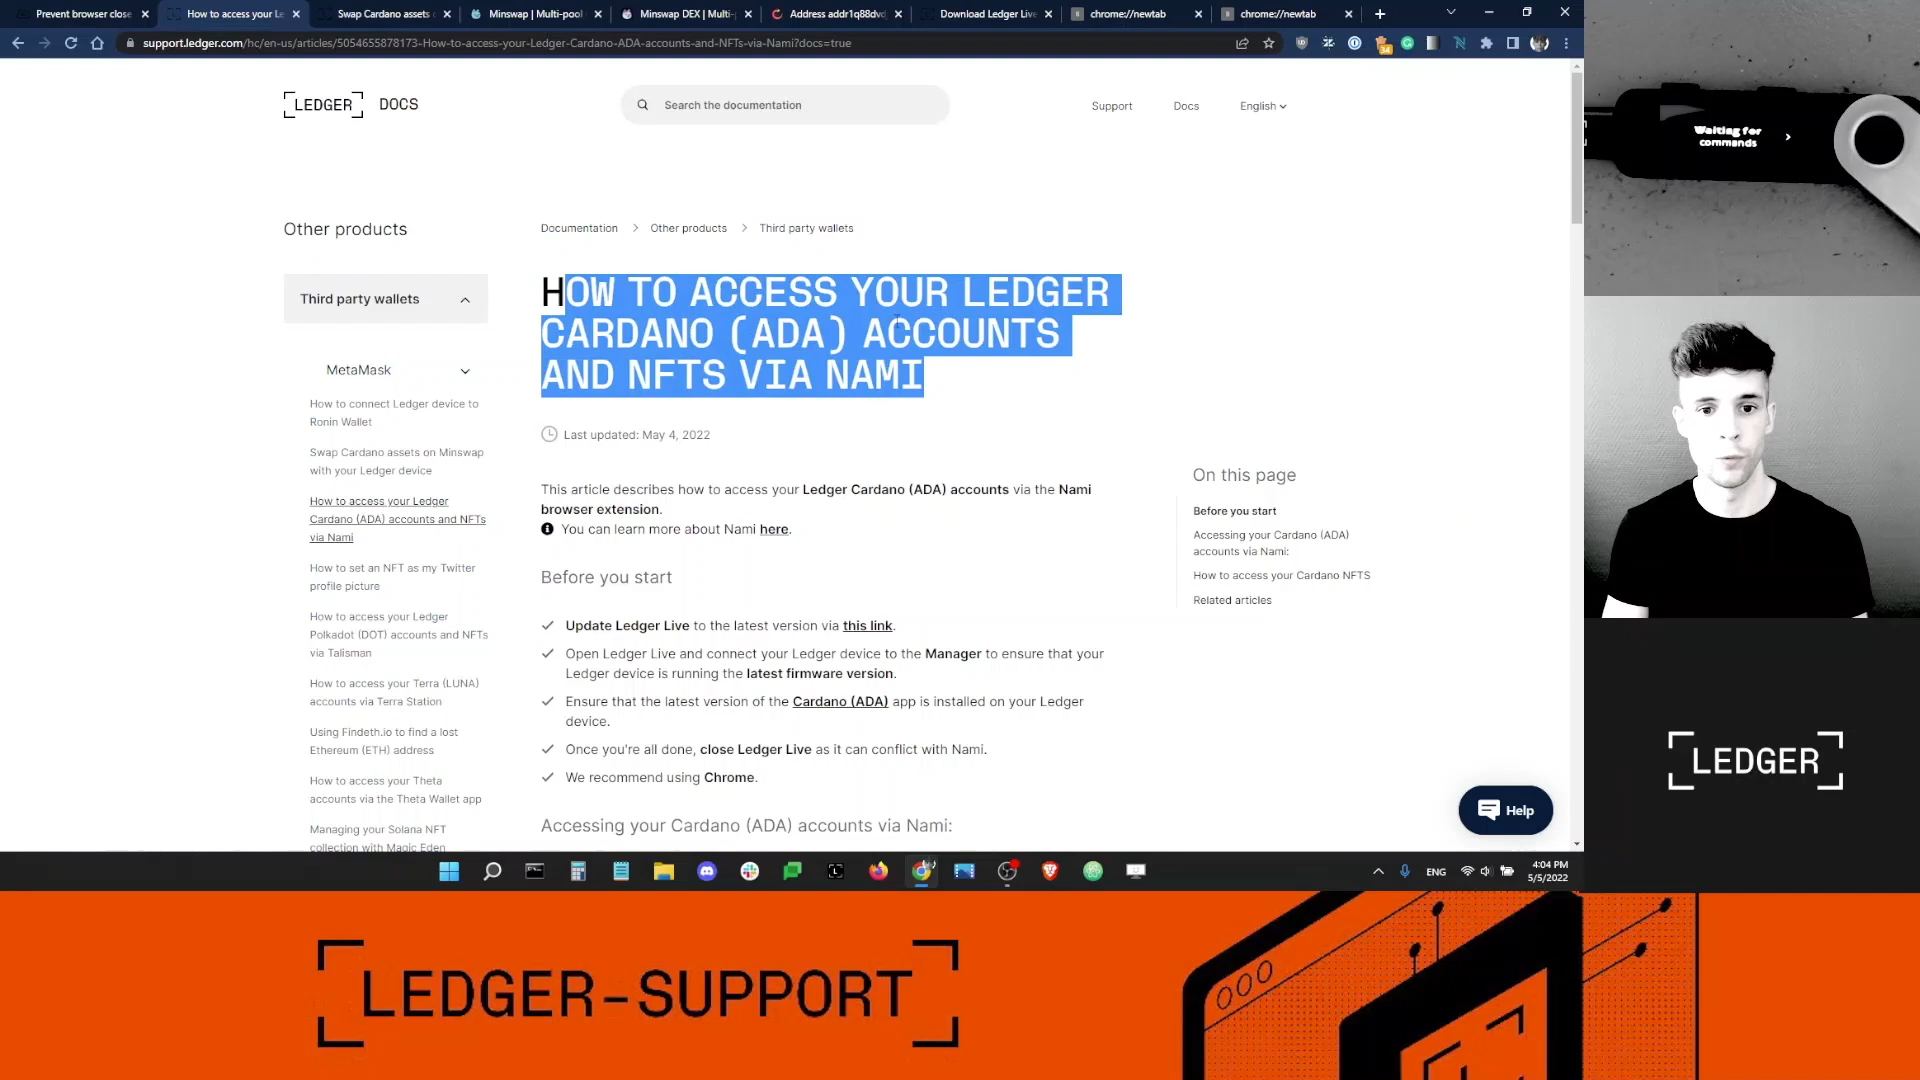 Prevent browser close
How to access your Le
Swap Cardano assets o
Minswap | Multi-pool
Minswap DEX | Multi-p
Address addr1q88dvd
Download Ledger Live
chrome://newtab
chrome://newtab
support.ledger.com/hc/en-us/articles/5054655878173-How-to-access-your-Ledger-Cardano-ADA-accounts-and-NFTs-via-Nami?docs=true
LEDGER DOCS
Search the documentation
Support
Docs
English
Waiting for
commands
Other products
Third party wallets
MetaMask
How to connect Ledger device to
Ronin Wallet
Swap Cardano assets on Minswap
with your Ledger device
How to access your Ledger
Cardano (ADA) accounts and NFTs
via Nami
How to set an NFT as my Twitter
profile picture
How to access your Ledger
Polkadot (DOT) accounts and NFTs
via Talisman
How to access your Terra (LUNA)
accounts via Terra Station
Using Findeth.io to find a lost
Ethereum (ETH) address
How to access your Theta
accounts via the Theta Wallet app
Managing your Solana NFT
collection with Magic Eden
Documentation > Other products > Third party wallets
HOW TO ACCESS YOUR LEDGER
CARDANO (ADA) ACCOUNTS
AND NFTS VIA NAMI
Last updated: May 4, 2022
This article describes how to access your Ledger Cardano (ADA) accounts via the Nami
browser extension.
You can learn more about Nami here.
Before you start
Update Ledger Live to the latest version via this link.
Open Ledger Live and connect your Ledger device to the Manager to ensure that your
Ledger device is running the latest firmware version.
Ensure that the latest version of the Cardano (ADA) app is installed on your Ledger
device.
Once you're all done, close Ledger Live as it can conflict with Nami.
We recommend using Chrome.
Accessing your Cardano (ADA) accounts via Nami:
On this page
Before you start
Accessing your Cardano (ADA)
accounts via Nami:
How to access your Cardano NFTS
Related articles
Help
LEDGER
ENG
4:04 PM
5/5/2022
LEDGER-SUPPORT